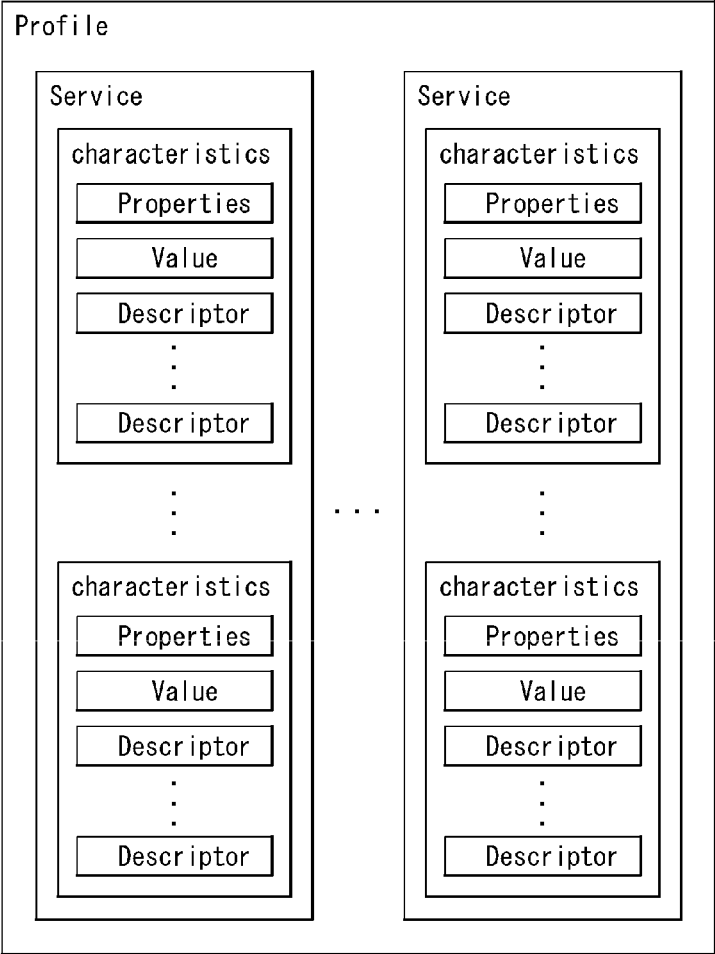 Profile
Service
characteristics
Properties
Value
Descriptor
Descriptor
characteristics
Properties
Value
Descriptor
Descriptor
...
Service
characteristics
Properties
Value
Descriptor
Descriptor
characteristics
Properties
Value
Descriptor
Descriptor